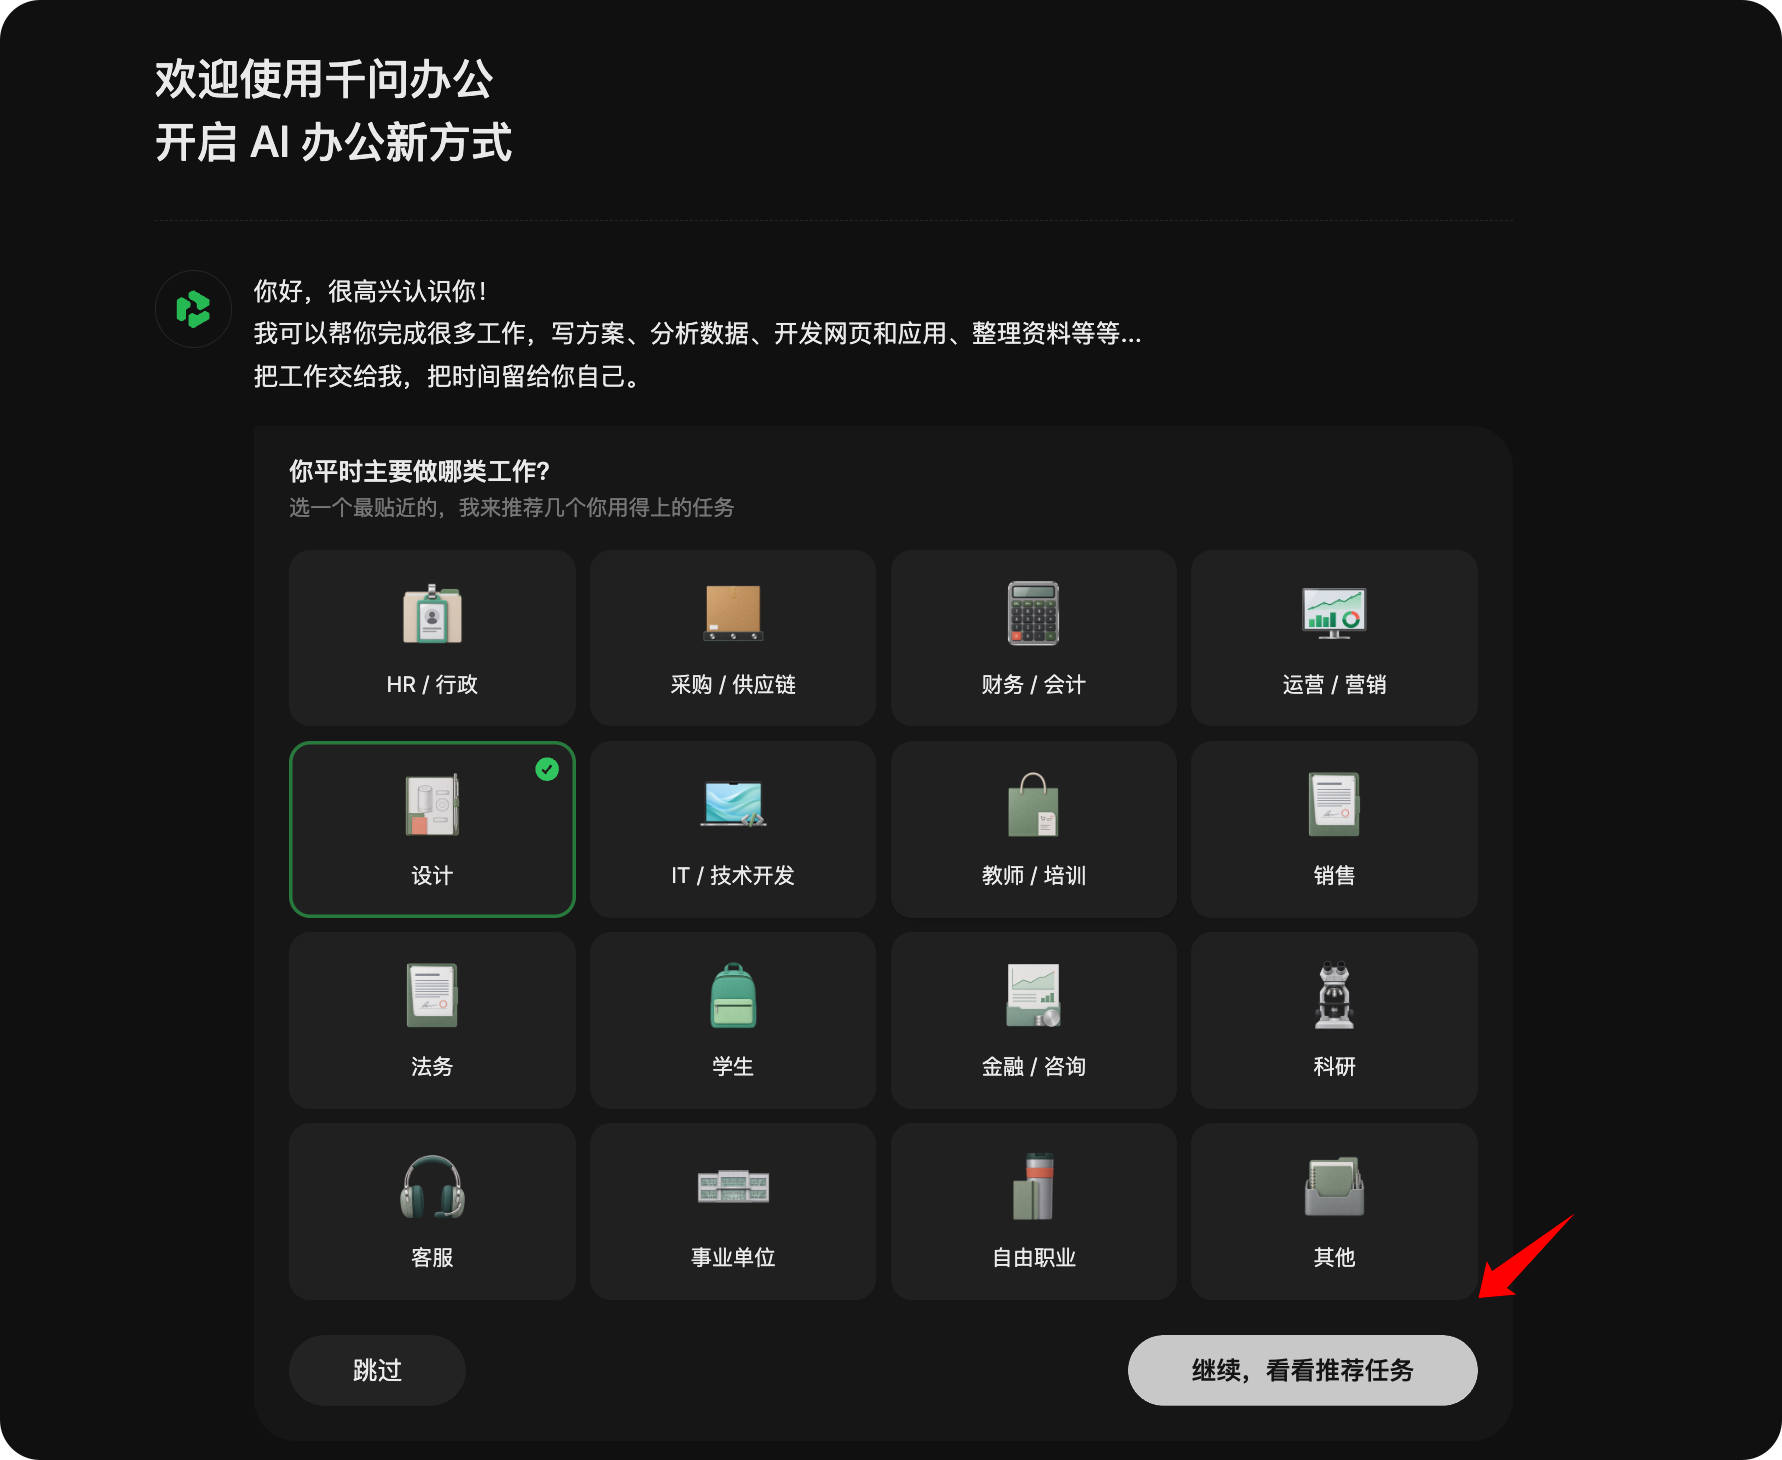 欢迎使用千问办公
开启 AI 办公新方式
你好，很高兴认识你！
我可以帮你完成很多工作，写方案、分析数据、开发网页和应用、整理资料等等...
把工作交给我，把时间留给你自己。
你平时主要做哪类工作?
选一个最贴近的，我来推荐几个你用得上的任务
HR / 行政
采购 / 供应链
财务 / 会计
运营 / 营销
设计
IT / 技术开发
教师 / 培训
销售
法务
学生
金融 / 咨询
科研
客服
事业单位
自由职业
其他
跳过
继续，看看推荐任务